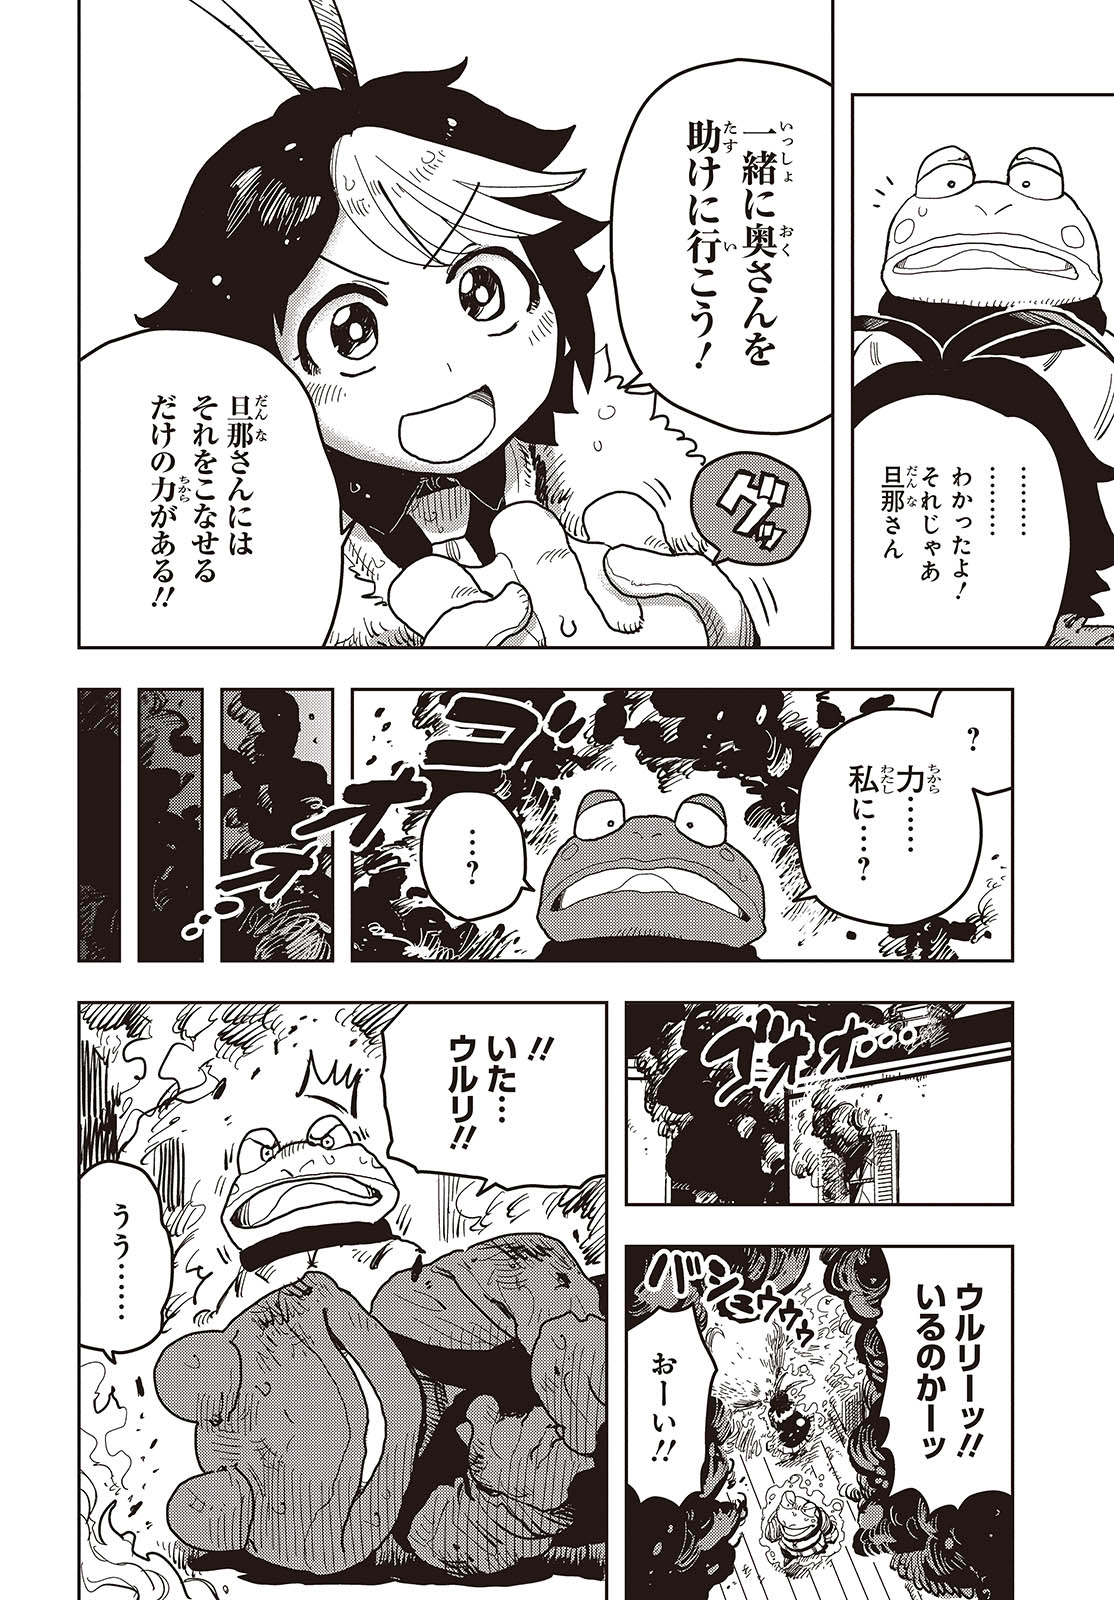 …………
…………
わかったよ！
それじゃあ
旦那さん
一緒に奥さんを
助けに行こう！
グッ
旦那さんには
それをこなせる
だけの力がある!!
？
力……
私に…？
…？
ゴオオオ…
いた…
ウルリ!!
ゴオオ…
ウルリーッ!!
いるのかーッ
バシュウゥゥ
おーい!!
!!
うう……